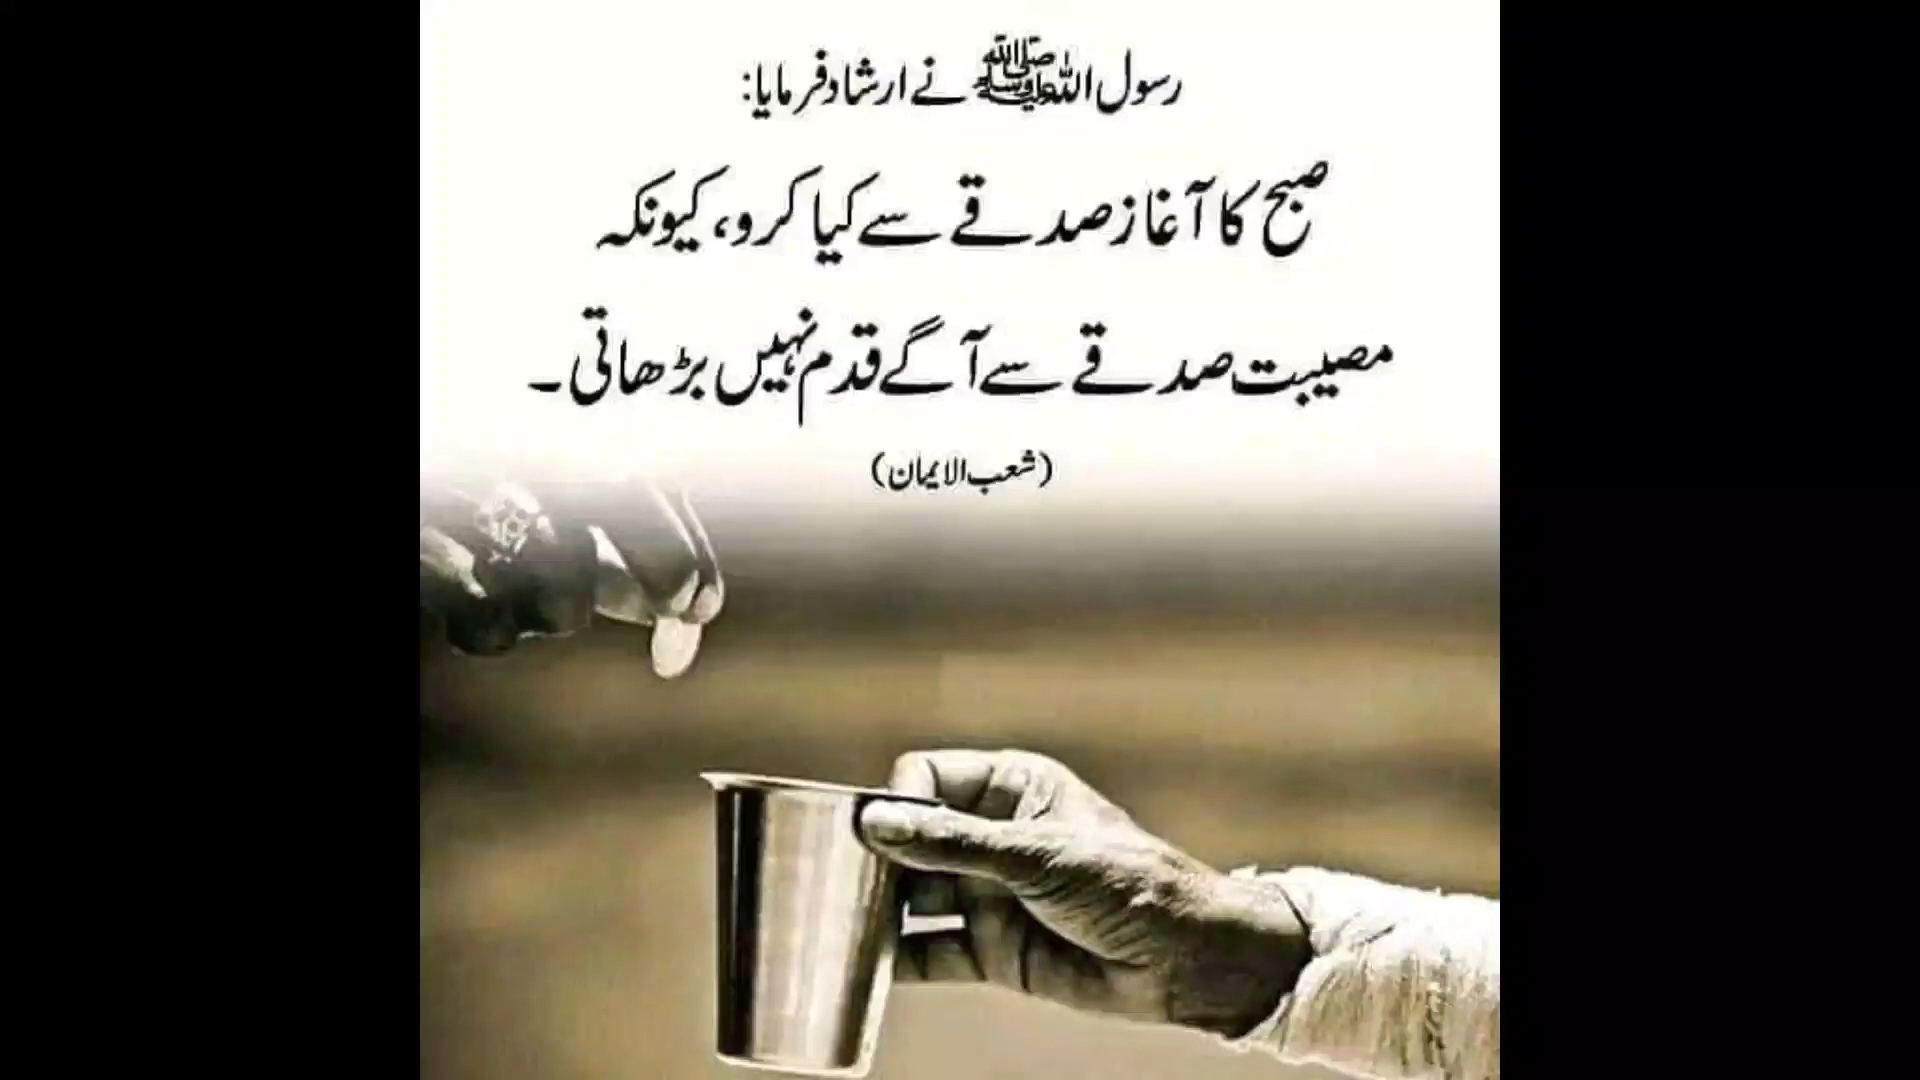 رسول اللہ ﷺ نے ارشاد فرمایا:
صبح کا آغاز صدقے سے کیا کرو، کیونکہ
مصیبت صدقے سے آگے قدم نہیں بڑھاتی۔
(شعب الایمان)